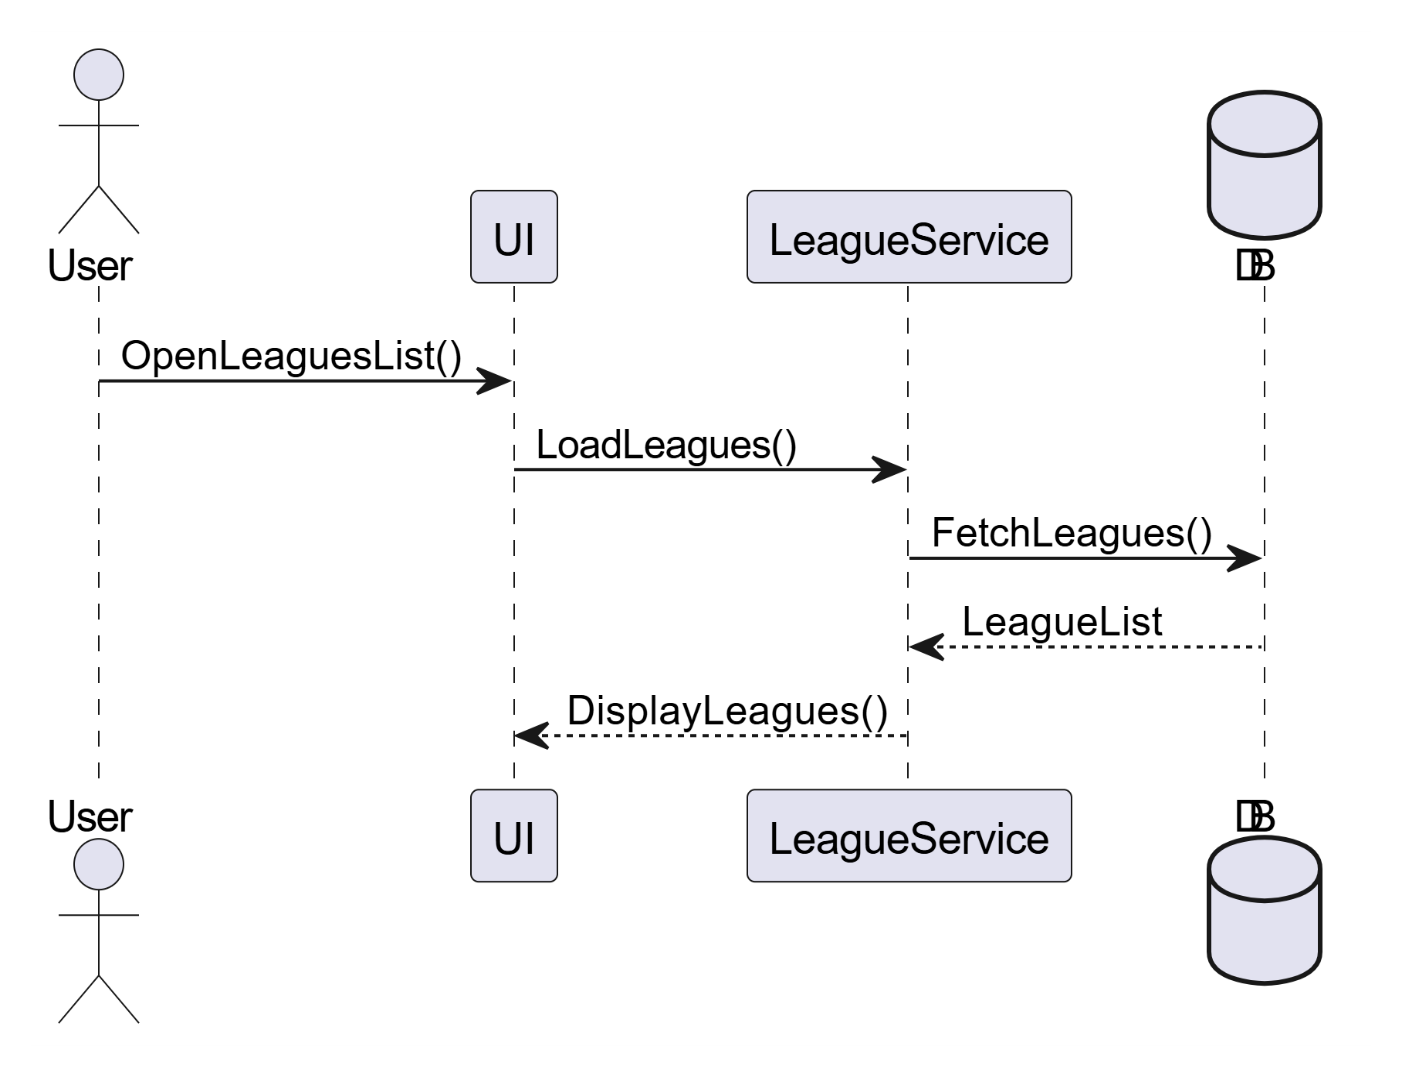 User
UI
LeagueService
DB
OpenLeaguesList()
LoadLeagues()
FetchLeagues()
LeagueList
DisplayLeagues()
User
UI
LeagueService
DB